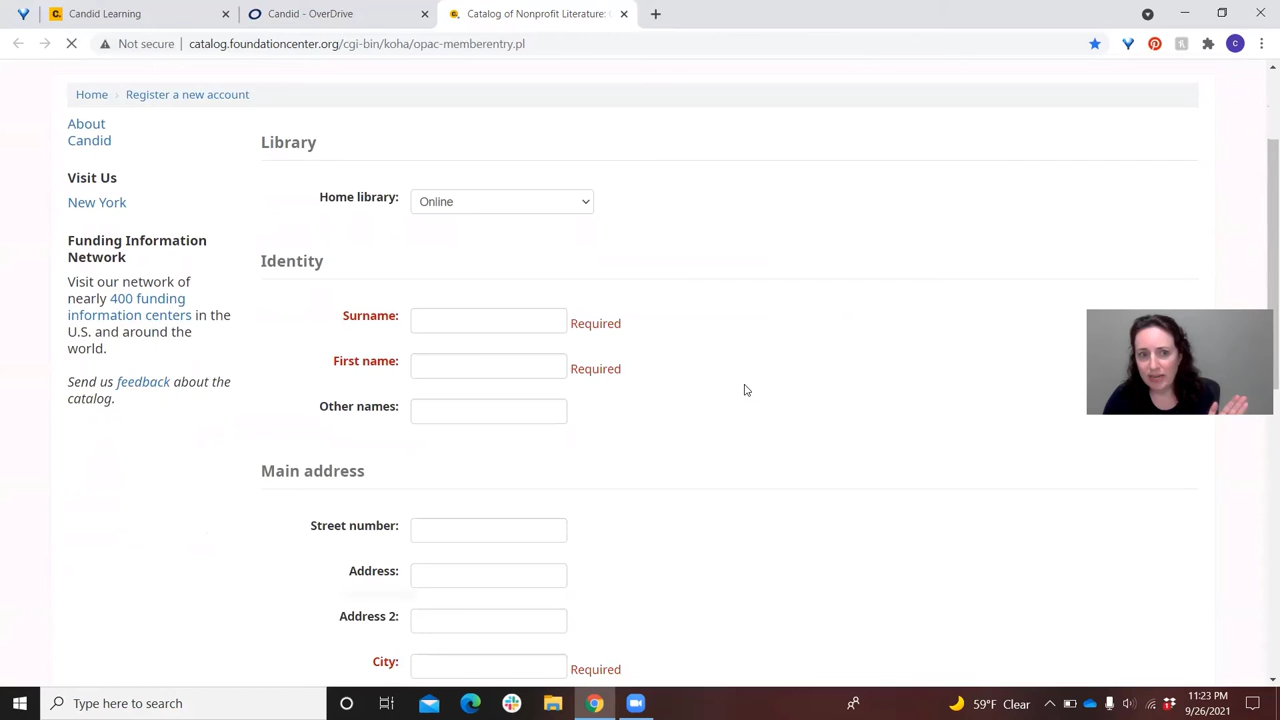 Candid Learning
Candid - OverDrive
Catalog of Nonprofit Literature:
Not secure
catalog.foundationcenter.org/cgi-bin/koha/opac-memberentry.pl
Home
Register a new account
About
Candid
Visit Us
New York
Funding Information
Network
Visit our network of
nearly 400 funding
information centers in the
U.S. and around the
world.
Send us feedback about the
catalog.
Library
Home library:
Online
Identity
Surname:
Required
First name:
Required
Other names:
Main address
Street number:
Address:
Address 2:
City:
Required
Type here to search
59°F Clear
11:23 PM
9/26/2021